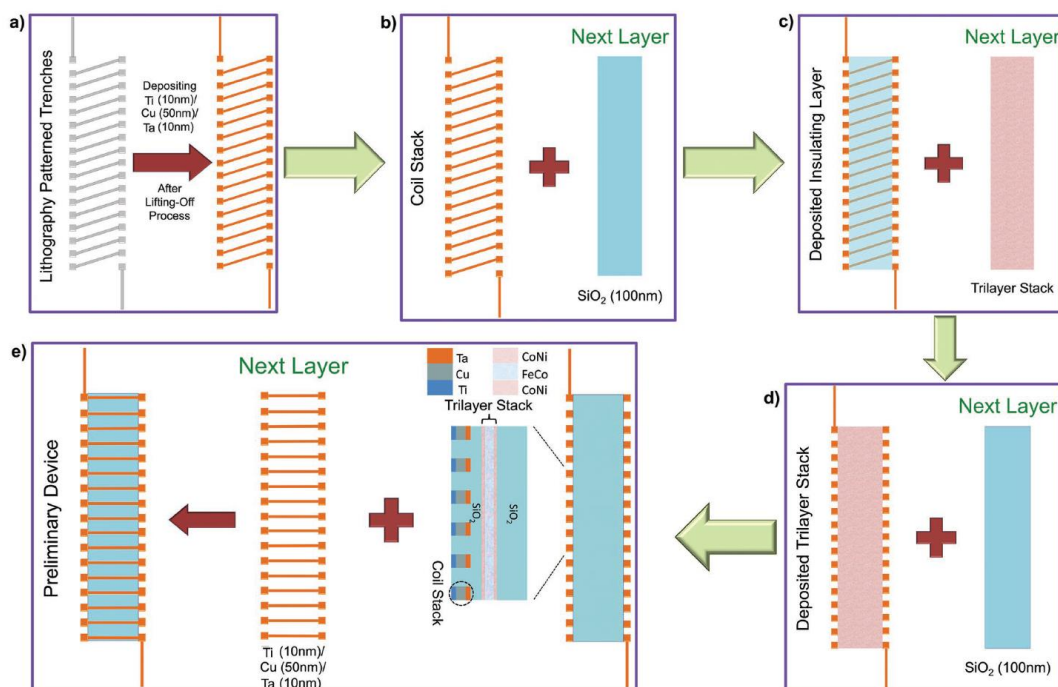 a)
Lithography Patterned Trenches
Depositing
Ti (10nm)/
Cu (50nm)/
Ta (10nm)
After
Lifting-Off
Process
b)
Next Layer
Coil Stack
SiO2 (100nm)
c)
Next Layer
Deposited Insulating Layer
Trilayer Stack
d)
Next Layer
Deposited Trilayer Stack
SiO2 (100nm)
e)
Next Layer
Preliminary Device
Ti (10nm)/
Cu (50nm)/
Ta (10nm)
Ta
Cu
Ti
CoNi
FeCo
CoNi
Trilayer Stack
SiO2
SiO2
Coil Stack